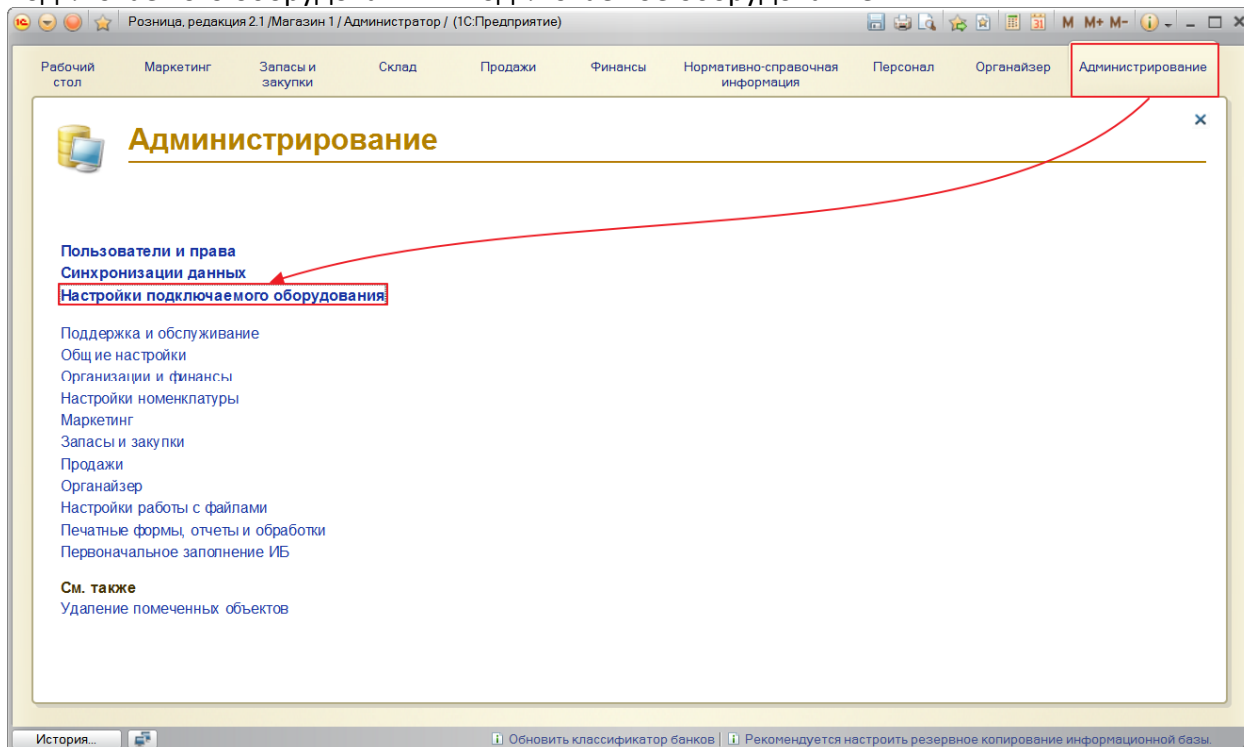 Розница, редакция 2.1 /Магазин 1 / Администратор / (1С:Предприятие)
M M+ M-
Рабочий стол
Маркетинг
Запасы и закупки
Склад
Продажи
Финансы
Нормативно-справочная информация
Персонал
Органайзер
Администрирование
Администрирование
Пользователи и права
Синхронизации данных
Настройки подключаемого оборудования
Поддержка и обслуживание
Общие настройки
Организации и финансы
Настройки номенклатуры
Маркетинг
Запасы и закупки
Продажи
Органайзер
Настройки работы с файлами
Печатные формы, отчеты и обработки
Первоначальное заполнение ИБ
См. также
Удаление помеченных объектов
История...
Обновить классификатор банков
Рекомендуется настроить резервное копирование информационной базы.